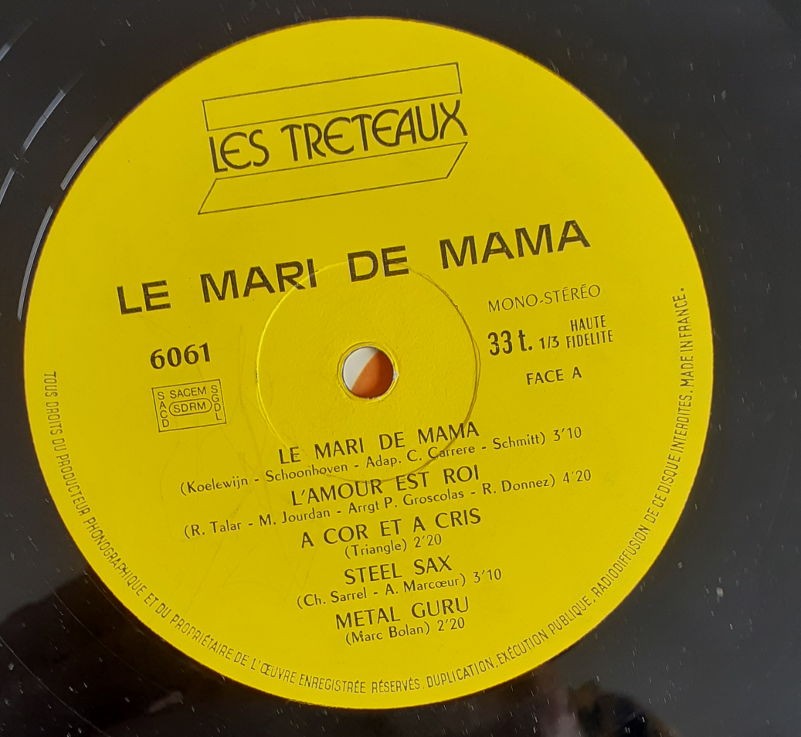 LES TRETEAUX
LE MARI DE MAMA
6061
MONO-STÉRÉO
33 t. 1/3 HAUTE FIDELITE
FACE A
SACD SACEM SGDL
SDRM
LE MARI DE MAMA
(Koelewijn - Schoonhoven - Adap. C. Carrere - Schmitt) 3'10
L'AMOUR EST ROI
(R. Talar - M. Jourdan - Arrgt P. Groscolas - R. Donnez) 4'20
A COR ET A CRIS
(Triangle) 2'20
STEEL SAX
(Ch. Sarrel - A. Marcœur) 3'10
METAL GURU
(Marc Bolan) 2'20
TOUS DROITS DU PRODUCTEUR PHONOGRAPHIQUE ET DU PROPRIÉTAIRE DE L'ŒUVRE ENREGISTRÉE RÉSERVÉS. DUPLICATION, EXÉCUTION PUBLIQUE, RADIODIFFUSION DE CE DISQUE INTERDITES. MADE IN FRANCE.